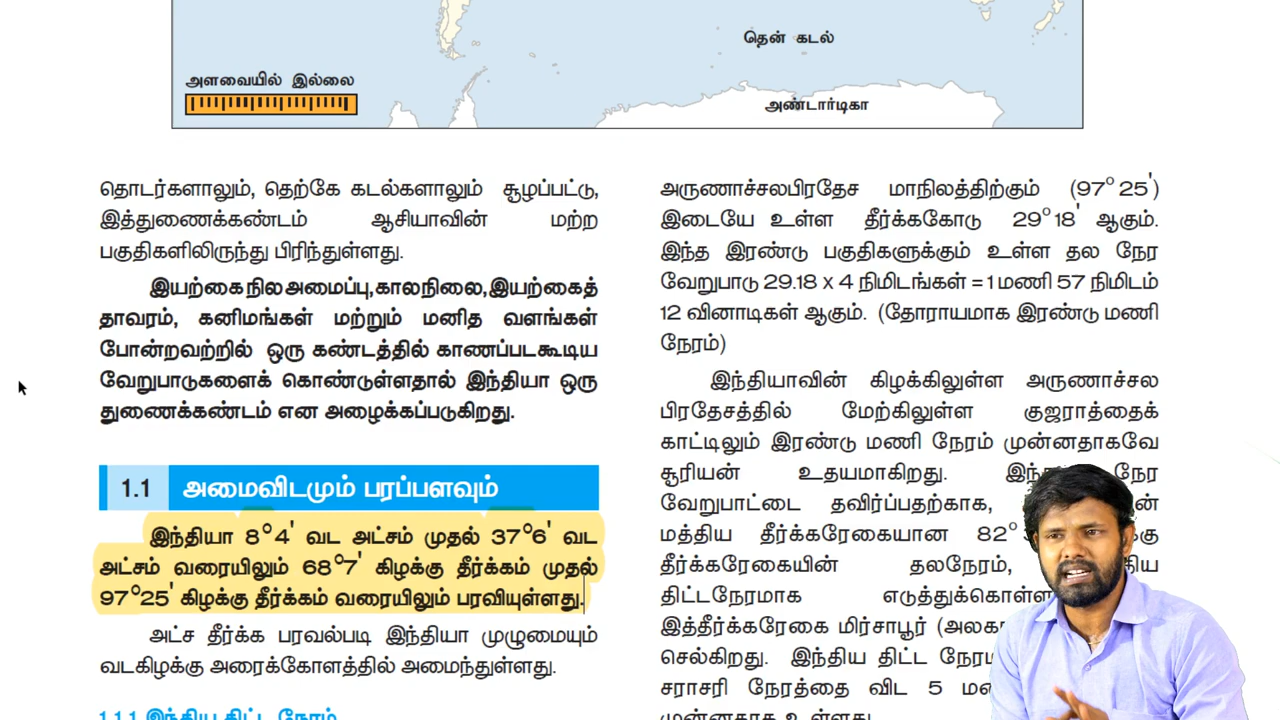 தென் கடல்
அளவையில் இல்லை
அண்டார்டிகா
தொடர்களாலும், தெற்கே கடல்களாலும் சூழப்பட்டு,
இத்துணைக்கண்டம் ஆசியாவின் மற்ற
பகுதிகளிலிருந்து பிரிந்துள்ளது.
இயற்கை நில அமைப்பு, காலநிலை, இயற்கைத்
தாவரம், கனிமங்கள் மற்றும் மனித வளங்கள்
போன்றவற்றில் ஒரு கண்டத்தில் காணப்படகூடிய
வேறுபாடுகளைக் கொண்டுள்ளதால் இந்தியா ஒரு
துணைக்கண்டம் என அழைக்கப்படுகிறது.
1.1 அமைவிடமும் பரப்பளவும்
இந்தியா 8°4' வட அட்சம் முதல் 37°6' வட
அட்சம் வரையிலும் 68°7' கிழக்கு தீர்க்கம் முதல்
97°25' கிழக்கு தீர்க்கம் வரையிலும் பரவியுள்ளது.
அட்ச தீர்க்க பரவல்படி இந்தியா முழுமையும்
வடகிழக்கு அரைக்கோளத்தில் அமைந்துள்ளது.
1.1.1 இந்திய திட்ட நேரம்
அருணாச்சலபிரதேச மாநிலத்திற்கும் (97° 25')
இடையே உள்ள தீர்க்ககோடு 29° 18' ஆகும்.
இந்த இரண்டு பகுதிகளுக்கும் உள்ள தல நேர
வேறுபாடு 29.18 x 4 நிமிடங்கள் = 1 மணி 57 நிமிடம்
12 வினாடிகள் ஆகும். (தோராயமாக இரண்டு மணி
நேரம்)
இந்தியாவின் கிழக்கிலுள்ள அருணாச்சல
பிரதேசத்தில் மேற்கிலுள்ள குஜராத்தைக்
காட்டிலும் இரண்டு மணி நேரம் முன்னதாகவே
சூரியன் உதயமாகிறது. நேர
வேறுபாட்டை தவிர்ப்பதற்காக,
மத்திய தீர்க்கரேகையான 82°
தீர்க்கரேகையின் தலநேரம்,
திட்டநேரமாக எடுத்துக்கொள்ள
இத்தீர்க்கரேகை மிர்சாபூர்
செல்கிறது. இந்திய திட்ட
சராசரி நேரத்தை விட 5
முன்னதாக உள்ளது